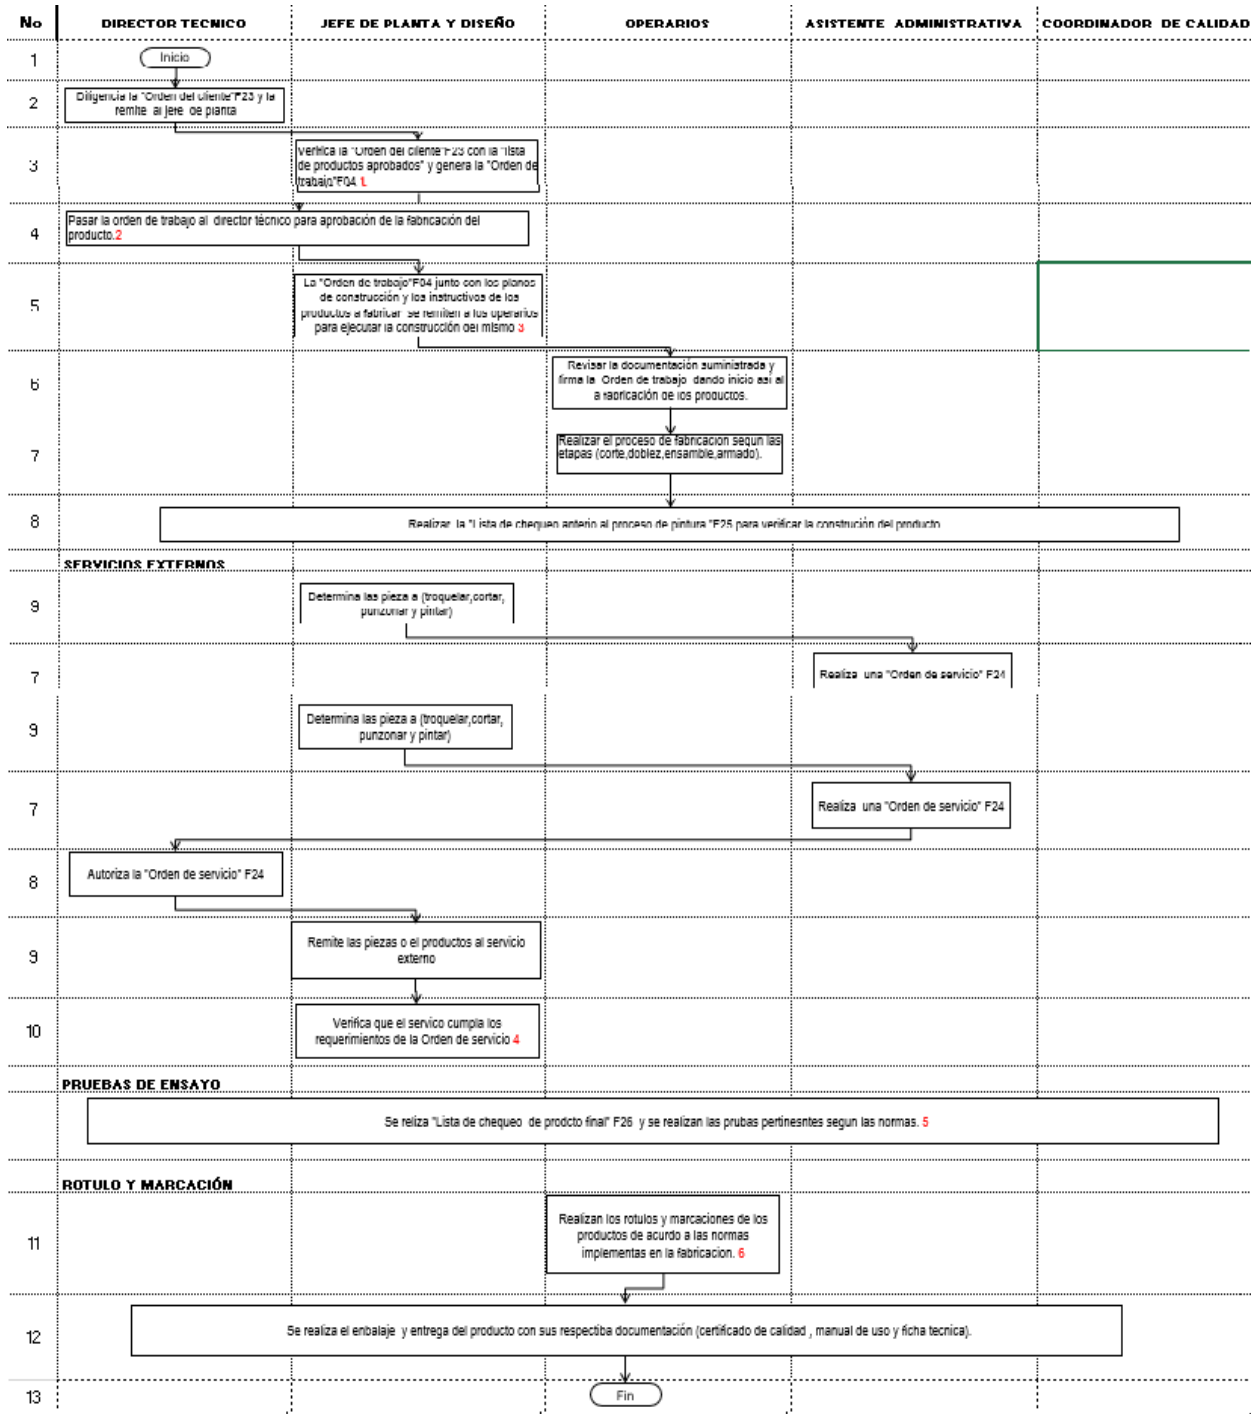 No DIRECTOR TECNICO JEFE DE PLANTA Y DISEÑO OPERARIOS ASISTENTE ADMINISTRATIVA COORDINADOR DE CALIDAD
1 Inicio
2 Diligencia la "Orden del cliente"F23 y la
remite al jefe de planta
3 Verifica la "Orden del cliente"F23 con la "lista
de productos aprobados" y genera la "Orden de
trabajo"F04 1
4 Pasar la orden de trabajo al director técnico para aprobación de la fabricación del
producto.2
5 La "Orden de trabajo"F04 junto con los planos
de construcción y los instructivos de los
productos a fabricar se remiten a los operarios
para ejecutar la construcción del mismo 3
6 Revisar la documentación suministrada y
firma la Orden de trabajo dando inicio así al
a fabricación de los productos.
7 Realizar el proceso de fabricacion segun las
etapas (corte,doblez,ensamble,armado).
8 Realizar la "Lista de chequeo anterio al proceso de pintura "F25 para verificar la construción del producto
SERVICIOS EXTERNOS
9 Determina las pieza a (troquelar,cortar,
punzonar y pintar)
7 Realiza una "Orden de servicio" F24
9 Determina las pieza a (troquelar,cortar,
punzonar y pintar)
7 Realiza una "Orden de servicio" F24
8 Autoriza la "Orden de servicio" F24
9 Remite las piezas o el productos al servicio
externo
10 Verifica que el servico cumpla los
requerimientos de la Orden de servicio 4
PRUEBAS DE ENSAYO
Se reliza "Lista de chequeo de prodcto final" F26 y se realizan las prubas pertinesntes segun las normas. 5
ROTULO Y MARCACIÓN
11 Realizan los rotulos y marcaciones de los
productos de acurdo a las normas
implementas en la fabricacion. 6
12 Se realiza el enbalaje y entrega del producto con sus respectiba documentación (certificado de calidad , manual de uso y ficha tecnica).
13 Fin